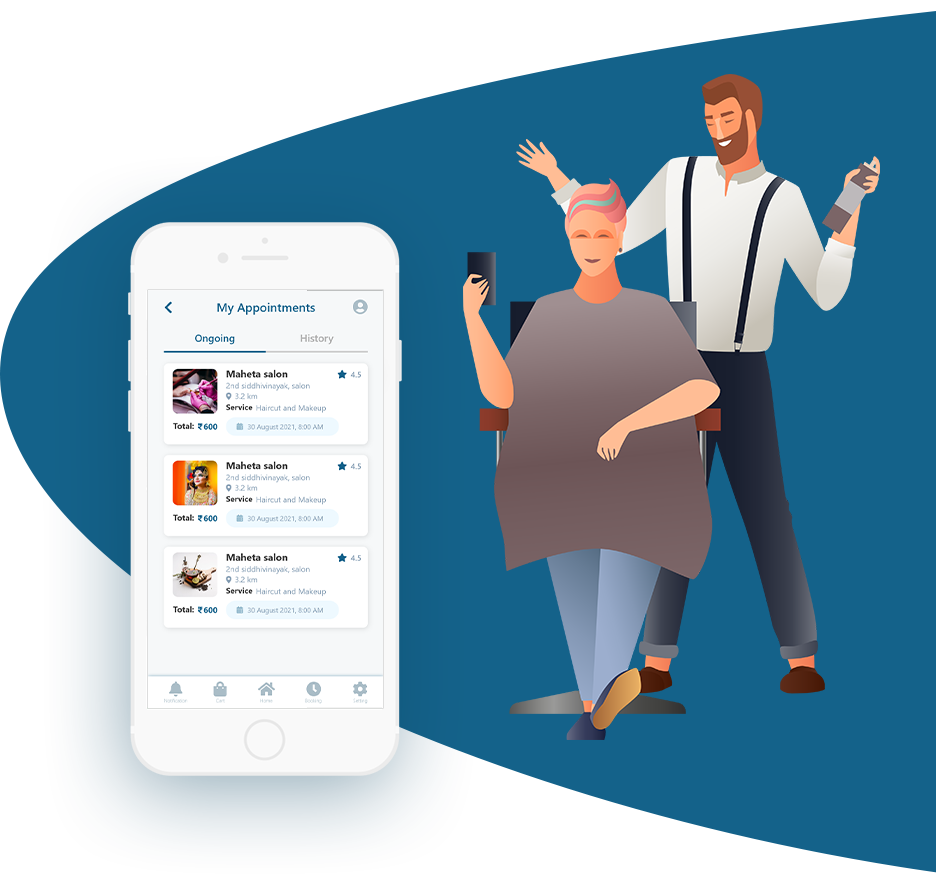 My Appointments
Ongoing History
Maheta salon 4.5
2nd siddhivinayak, salon
3.2 km
Service Haircut and Makeup
Total: ₹600 30 August 2021, 8:00 AM
Maheta salon 4.5
2nd siddhivinayak, salon
3.2 km
Service Haircut and Makeup
Total: ₹600 30 August 2021, 8:00 AM
Maheta salon 4.5
2nd siddhivinayak, salon
3.2 km
Service Haircut and Makeup
Total: ₹600 30 August 2021, 8:00 AM
Cart Home Booking Setting